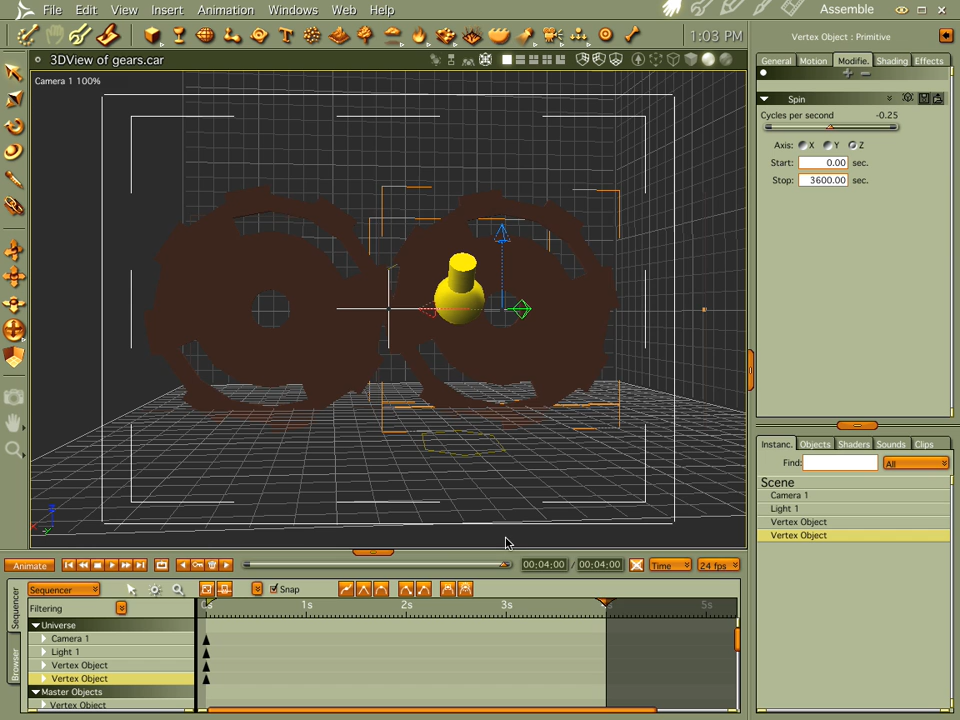 File Edit View Insert Animation Windows Web Help
Assemble
1:03 PM
Vertex Object : Primitive
3DView of gears.car
General Motion Modifie. Shading Effects
Camera 1 100%
Spin
Cycles per second -0.25
Axis: X Y Z
Start: 0.00 sec.
Stop: 3600.00 sec.
Instanc. Objects Shaders Sounds Clips
Find: All
Scene
Camera 1
Light 1
Vertex Object
Vertex Object
Animate
00:04:00 / 00:04:00
Time
24 fps
Sequencer
Snap
Filtering
1s 2s 3s 5s
Universe
Camera 1
Light 1
Vertex Object
Vertex Object
Master Objects
Vertex Object
Sequencer
Browser